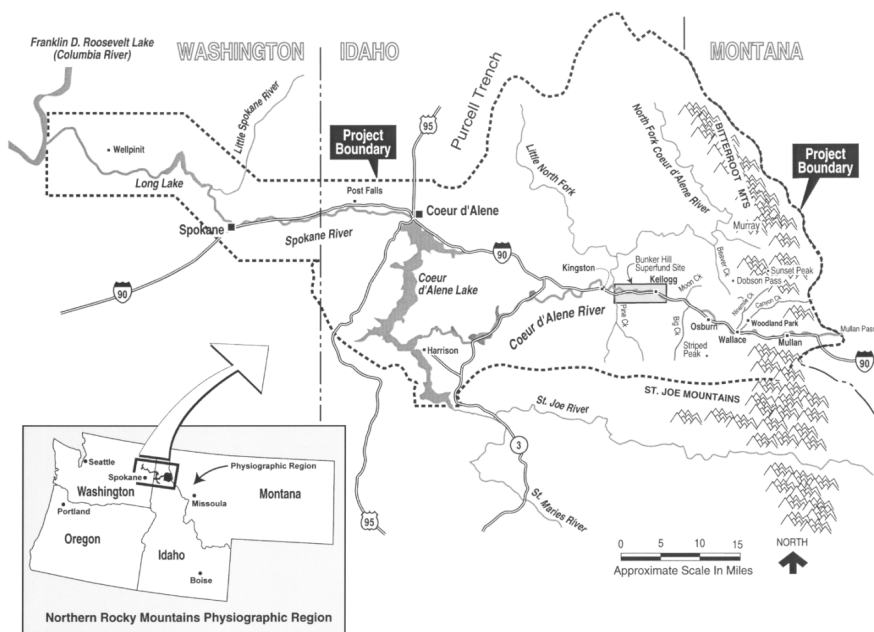 Franklin D. Roosevelt Lake
(Columbia River)
WASHINGTON
IDAHO
MONTANA
Little Spokane River
95
Purcell Trench
Project
Boundary
Wellpinit
Long Lake
Post Falls
Coeur d'Alene
Spokane
Spokane River
90
Little North Fork
North Fork Coeur
d'Alene River
BITTERROOT MTS
Project
Boundary
Murray
Beaver Ck
Sunset Peak
Dobson Pass
90
Coeur
d'Alene Lake
Kingston
Bunker Hill
Superfund Site
Kellogg
Moon Ck
Ninemile Ck
Canyon Ck
Woodland Park
Mullan Pass
Coeur d'Alene River
Pine Ck
Big Ck
Osburn
Wallace
Mullan
Striped
Peak
90
Harrison
ST. JOE MOUNTAINS
St. Joe River
3
95
St. Maries River
Seattle
Spokane
Washington
Portland
Oregon
Idaho
Boise
Physiographic Region
Missoula
Montana
Northern Rocky Mountains Physiographic Region
0 5 10 15
Approximate Scale In Miles
NORTH